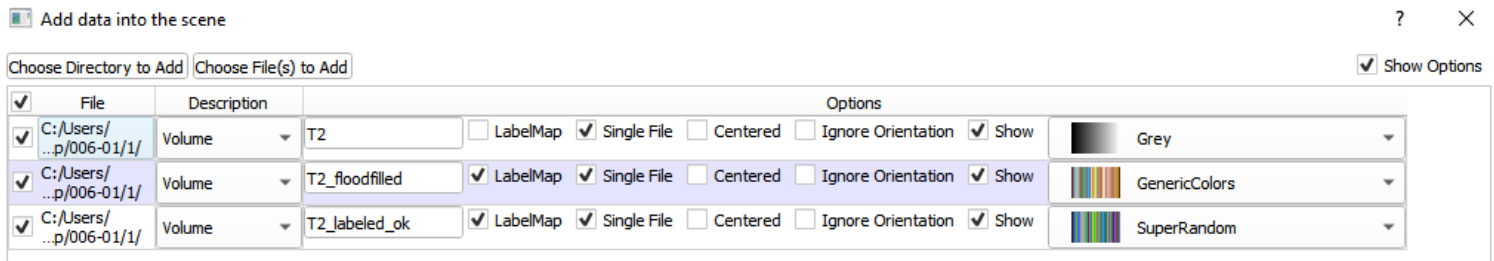 Add data into the scene ?
Choose Directory to Add Choose File(s) to Add Show Options
File Description Options
C:/Users/
...p/006-01/1/ Volume T2 LabelMap Single File Centered Ignore Orientation Show Grey
C:/Users/
...p/006-01/1/ Volume T2_floodfilled LabelMap Single File Centered Ignore Orientation Show GenericColors
C:/Users/
...p/006-01/1/ Volume T2_labeled_ok LabelMap Single File Centered Ignore Orientation Show SuperRandom